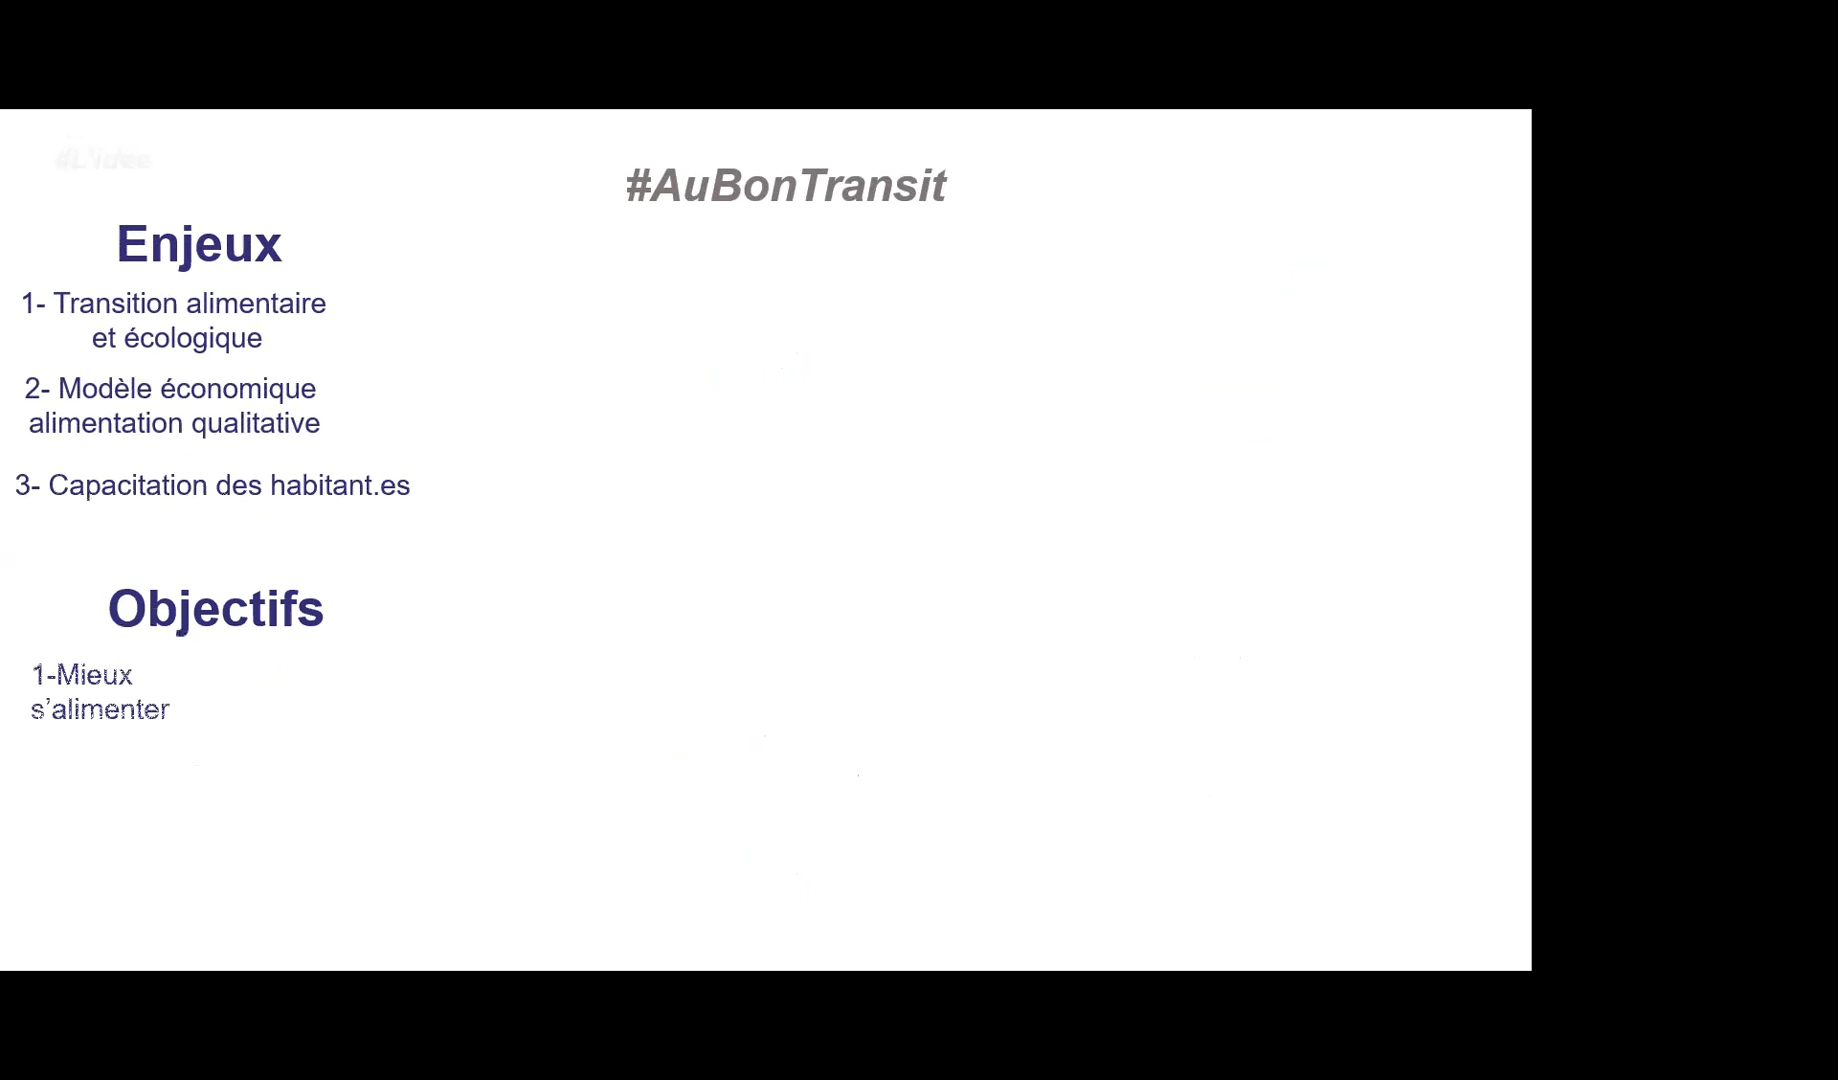 #L'idee
#AuBonTransit
Enjeux
1- Transition alimentaire
et écologique
2- Modèle économique
alimentation qualitative
3- Capacitation des habitant.es
Objectifs
1-Mieux
s’alimenter